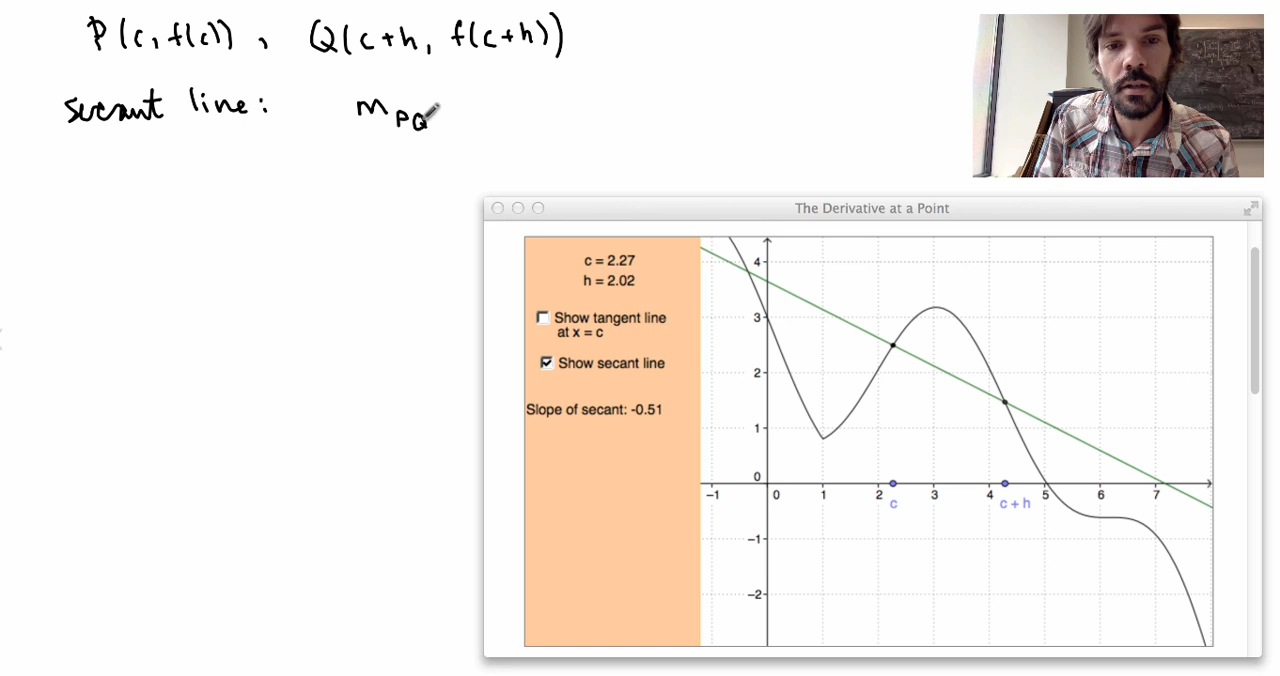 P(c, f(c)), Q(c+h, f(c+h))
secant line: m PQ
The Derivative at a Point
c = 2.27
h = 2.02
Show tangent line
at x = c
Show secant line
Slope of secant: -0.51
4
3
2
1
0
−1
−2
−1 0 1 2 3 4 5 6 7
c c + h